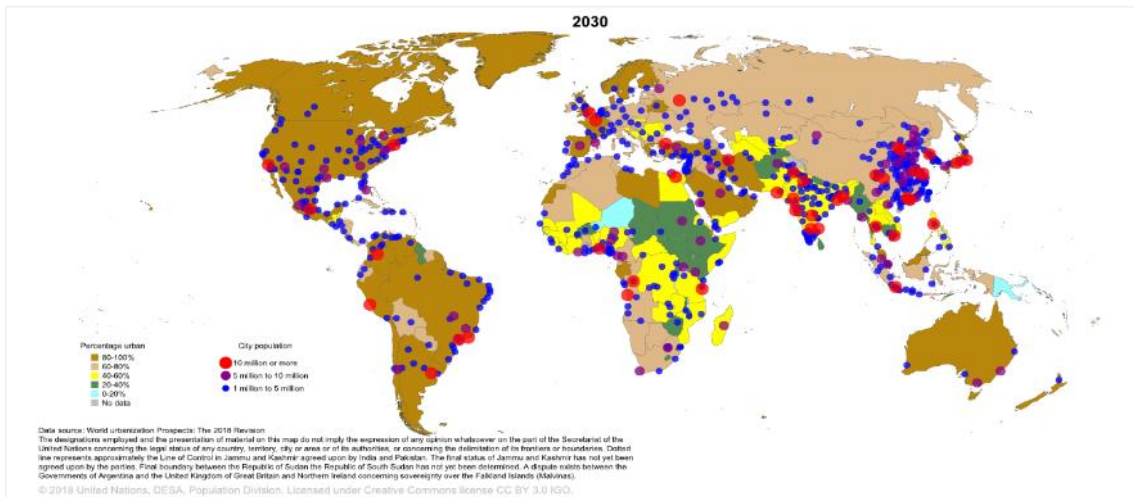 2030
Percentage urban
80-100%
60-80%
40-60%
20-40%
0-20%
No data
City population
10 million or more
5 million to 10 million
1 million to 5 million
Data source: World urbanization Prospects: The 2018 Revision
The designations employed and the presentation of material on this map do not imply the expression of any opinion whatsoever on the part of the Secretariat of the
United Nations concerning the legal status of any country, territory, city or area or of its authorities, or concerning the delimitation of its frontiers or boundaries. Dotted
line represents approximately the Line of Control in Jammu and Kashmir agreed upon by India and Pakistan. The final status of Jammu and Kashmir has not yet been
agreed upon by the parties. Final boundary between the Republic of Sudan the Republic of South Sudan has not yet been determined. A dispute exists between the
Governments of Argentina and the United Kingdom of Great Britain and Northern Ireland concerning sovereignty over the Falkland Islands (Malvinas).
© 2018 United Nations, DESA, Population Division. Licensed under Creative Commons license CC BY 3.0 IGO.